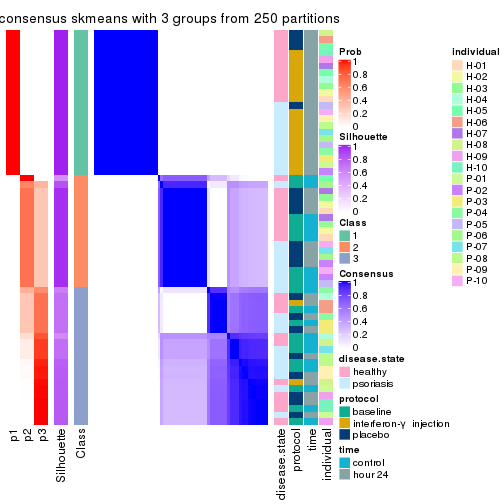 consensus skmeans with 3 groups from 250 partitions
Prob
1
0.8
0.6
0.4
0.2
0
Silhouette
1
0.8
0.6
0.4
0.2
0
Class
1
2
3
Consensus
1
0.8
0.6
0.4
0.2
0
disease.state
healthy
psoriasis
protocol
baseline
interferon-γ injection
placebo
time
control
hour 24
individual
H-01
H-02
H-03
H-04
H-05
H-06
H-07
H-08
H-09
H-10
P-01
P-02
P-03
P-04
P-05
P-06
P-07
P-08
P-09
P-10
p1
p2
p3
Silhouette
Class
disease.state
protocol
time
individual